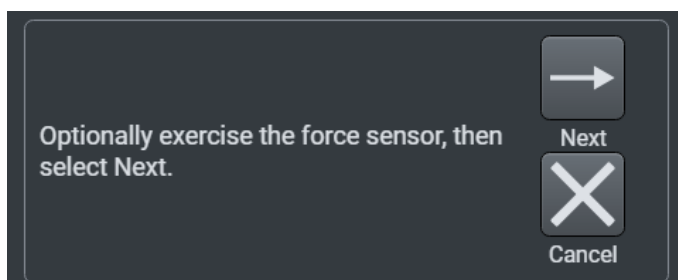 Optionally exercise the force sensor, then
select Next.
Next
Cancel